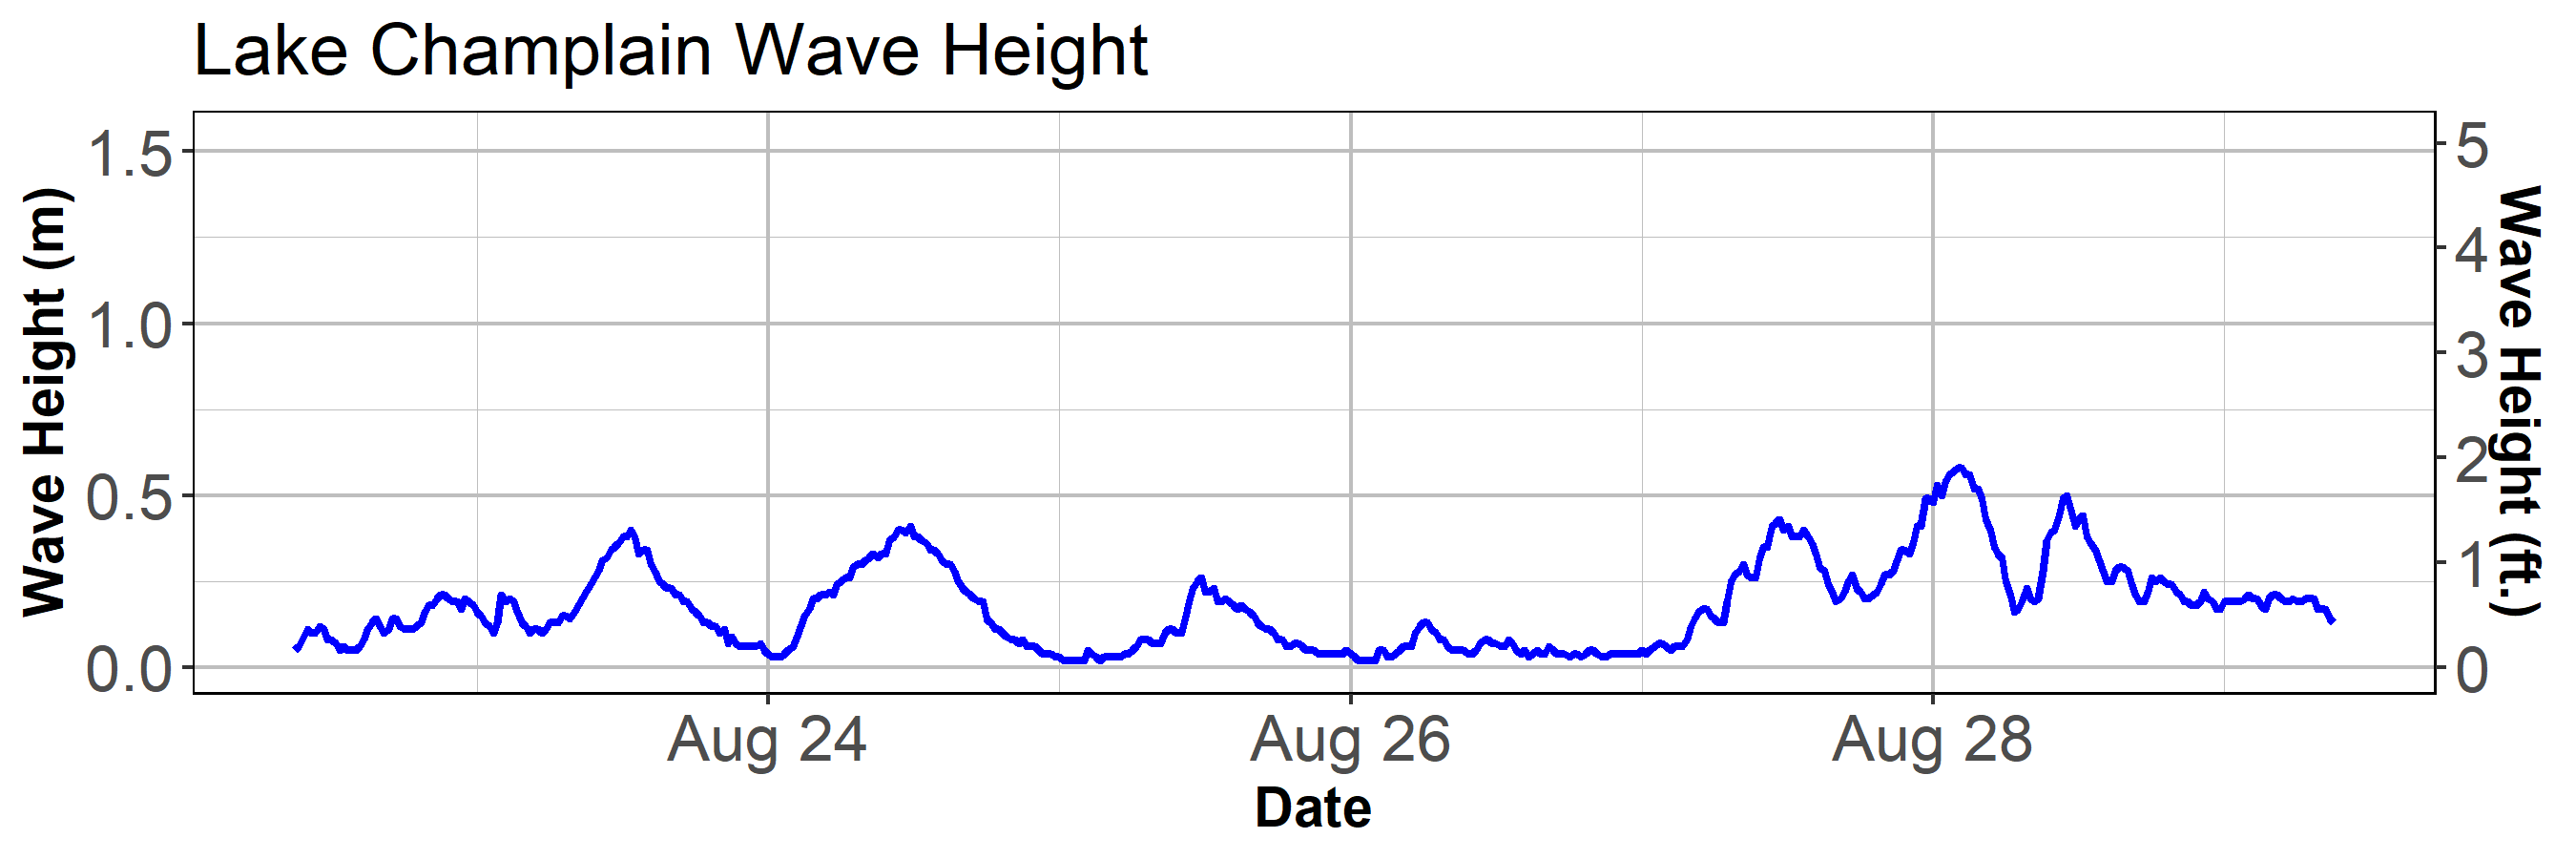 Lake Champlain Wave Height
Wave Height (m)
1.5
1.0
0.5
0.0
5
4
3
2
1
0
Wave Height (ft.)
Aug 24
Aug 26
Aug 28
Date